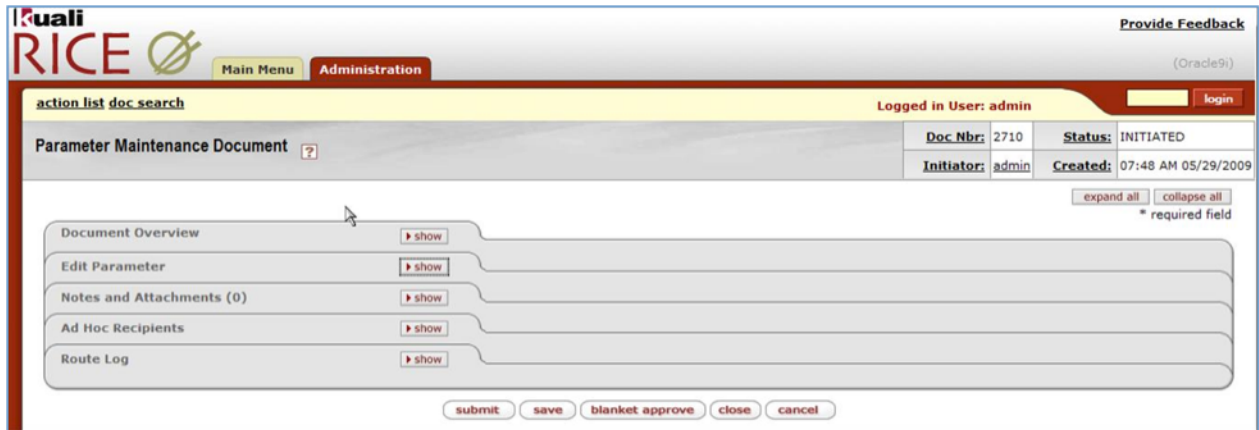 kuali
RICE
Provide Feedback
(Oracle9i)
Main Menu Administration
action list doc search
Logged in User: admin
login
Parameter Maintenance Document ?
Doc Nbr: 2710 Status: INITIATED
Initiator: admin Created: 07:48 AM 05/29/2009
expand all collapse all
* required field
Document Overview show
Edit Parameter show
Notes and Attachments (0) show
Ad Hoc Recipients show
Route Log show
submit save blanket approve close cancel